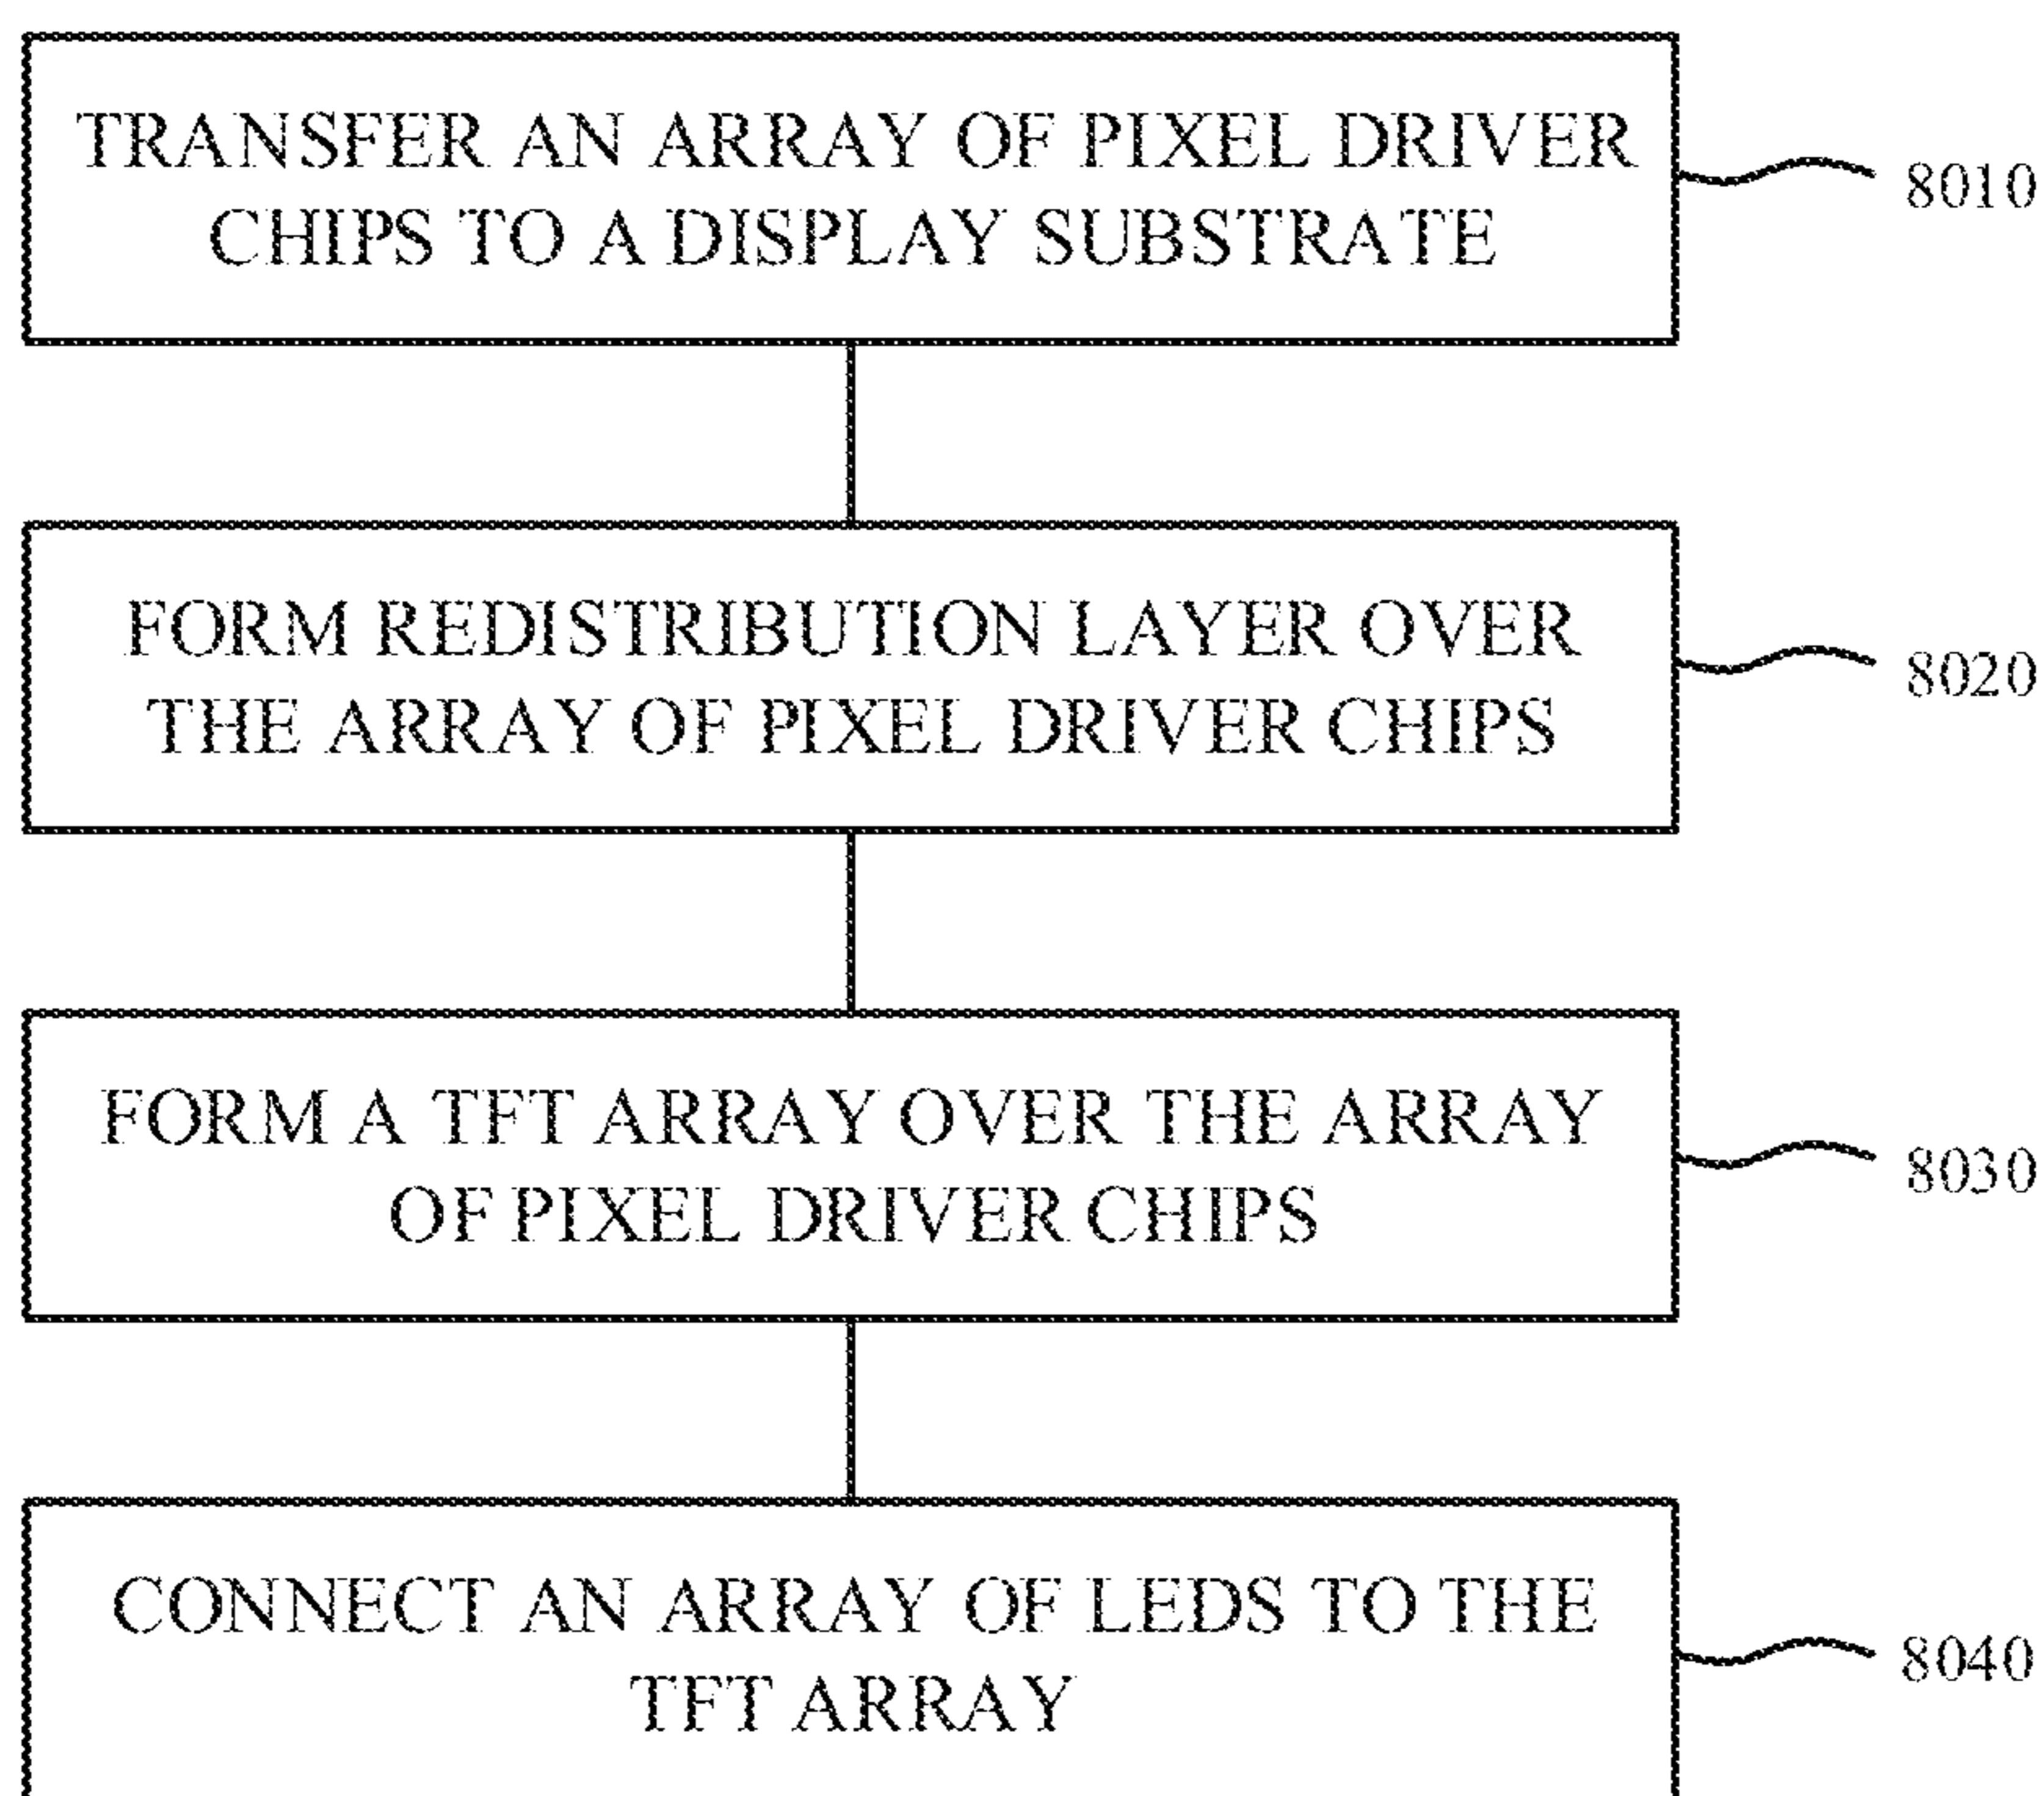 TRANSFER AN ARRAY OF PIXEL DRIVER
CHIPS TO A DISPLAY SUBSTRATE
8010
FORM REDISTRIBUTION LAYER OVER
THE ARRAY OF PIXEL DRIVER CHIPS
8020
FORM A TFT ARRAY OVER THE ARRAY
OF PIXEL DRIVER CHIPS
8030
CONNECT AN ARRAY OF LEDS TO THE
TFT ARRAY
8040